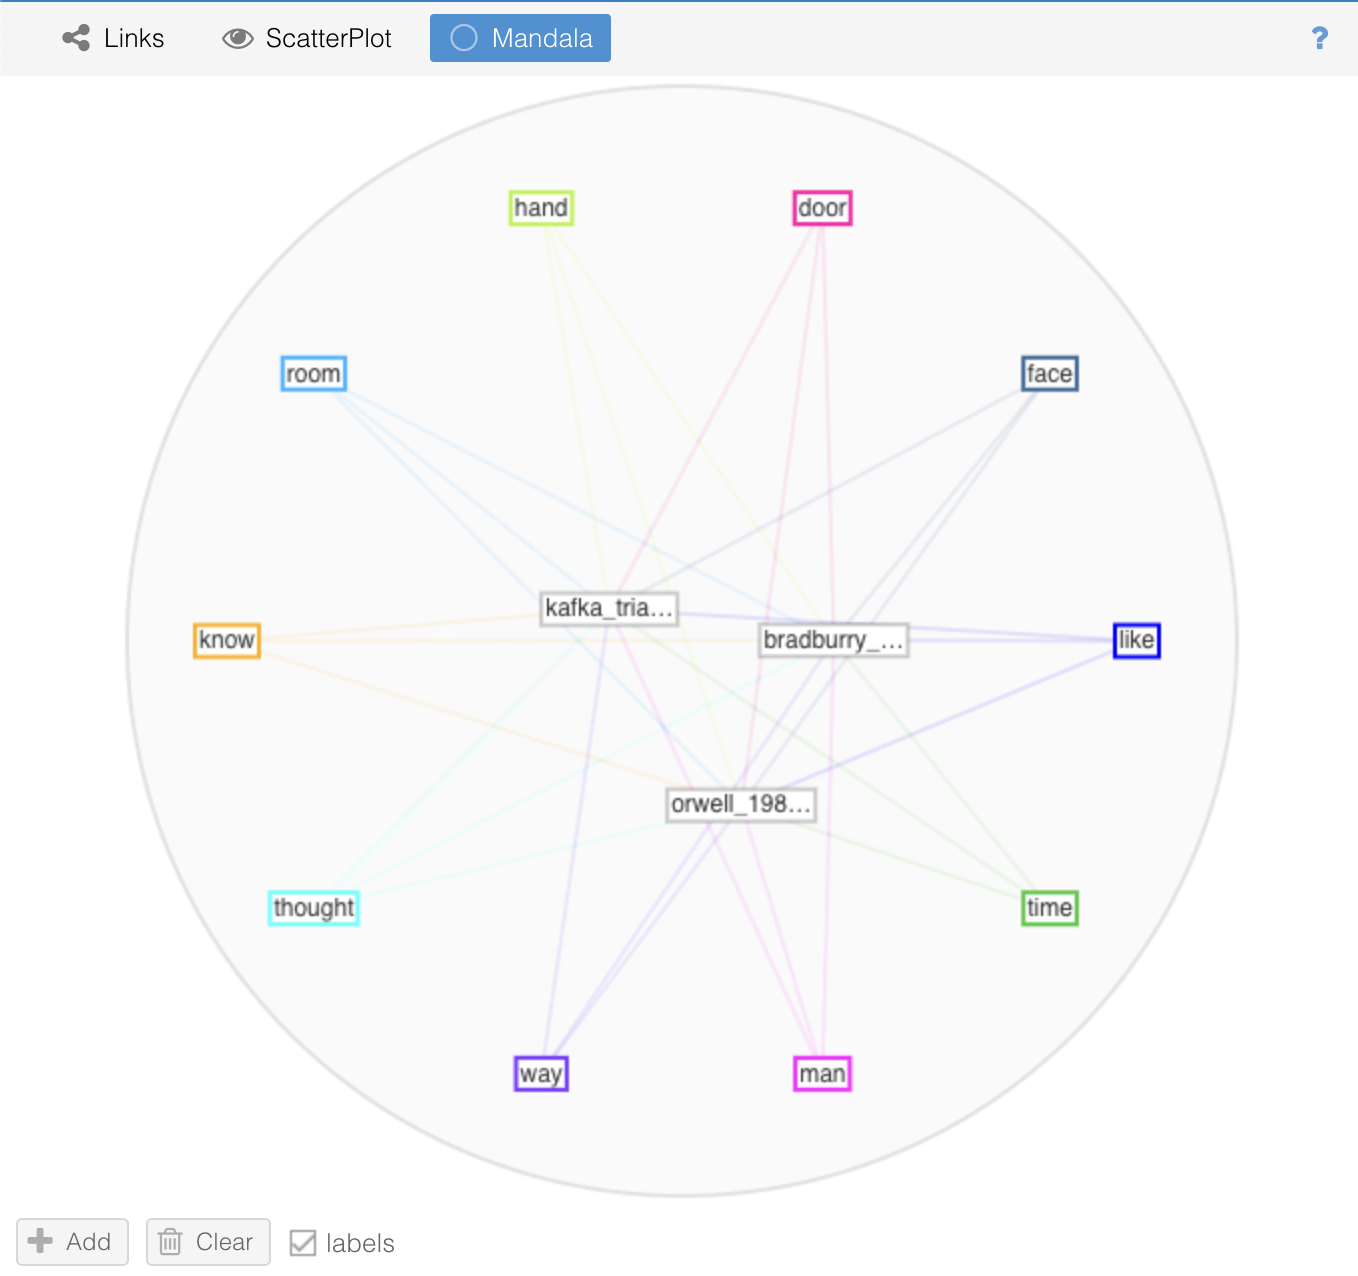 Links ScatterPlot Mandala ?
hand door
room face
kafka_tria...
know bradburry_... like
orwell_198...
thought time
way man
Add Clear labels